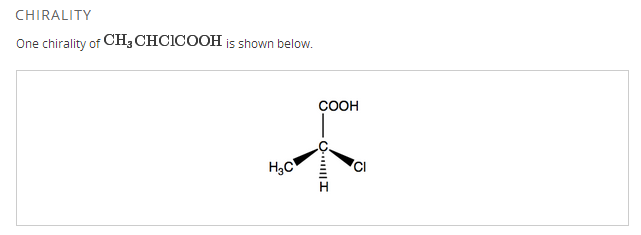 CHIRALITY
One chirality of CH₃CHClCOOH is shown below.
COOH
C
H₃C Cl
H